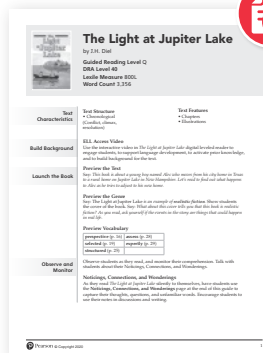 The Light at Jupiter Lake
by J.H. Diel
Guided Reading Level Q
DRA Level 40
Lexile Measure 800L
Word Count 3,356
Text Characteristics
Text Structure
• Chronological
(Conflict, climax,
resolution)
Text Features
• Chapters
• Illustrations
Build Background
ELL Access Video
Use the interactive video in The Light at Jupiter Lake digital leveled reader to
engage students, to support language development, to activate prior knowledge,
and to build background for the text.
Launch the Book
Preview the Text
Say: This book is about a young boy named Alex who moves from his city home in Texas
to a rural home on Jupiter Lake in New Hampshire. Let's read to find out what happens
to Alex as he tries to adjust to his new home.
Preview the Genre
Say: The Light at Jupiter Lake is an example of realistic fiction. Show students
the cover of the book. Say: What about this cover tells you that this book is realistic
fiction? As you read, ask yourself if the events in the story are things that could happen
in real life.
Preview Vocabulary
perspective (p. 16) access (p. 28)
selected (p. 19) expertly (p. 29)
structured (p. 25)
Observe and Monitor
Observe students as they read, and monitor their comprehension. Talk with
students about their Noticings, Connections, and Wonderings.
Noticings, Connections, and Wonderings
As they read The Light at Jupiter Lake silently to themselves, have students use
the Noticings, Connections, and Wonderings page at the end of this guide to
capture their thoughts, questions, and unfamiliar words. Encourage students to
use their notes in discussions and writing.
Pearson © Copyright 2020
1